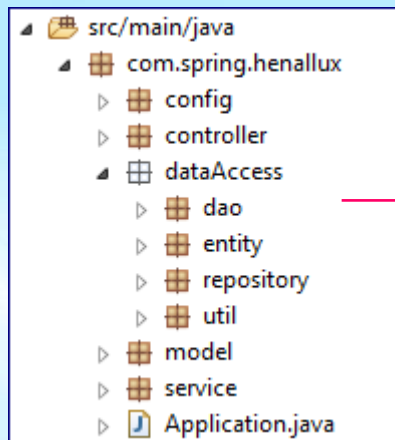 src/main/java
com.spring.henallux
config
controller
dataAccess
dao
entity
repository
util
model
service
Application.java